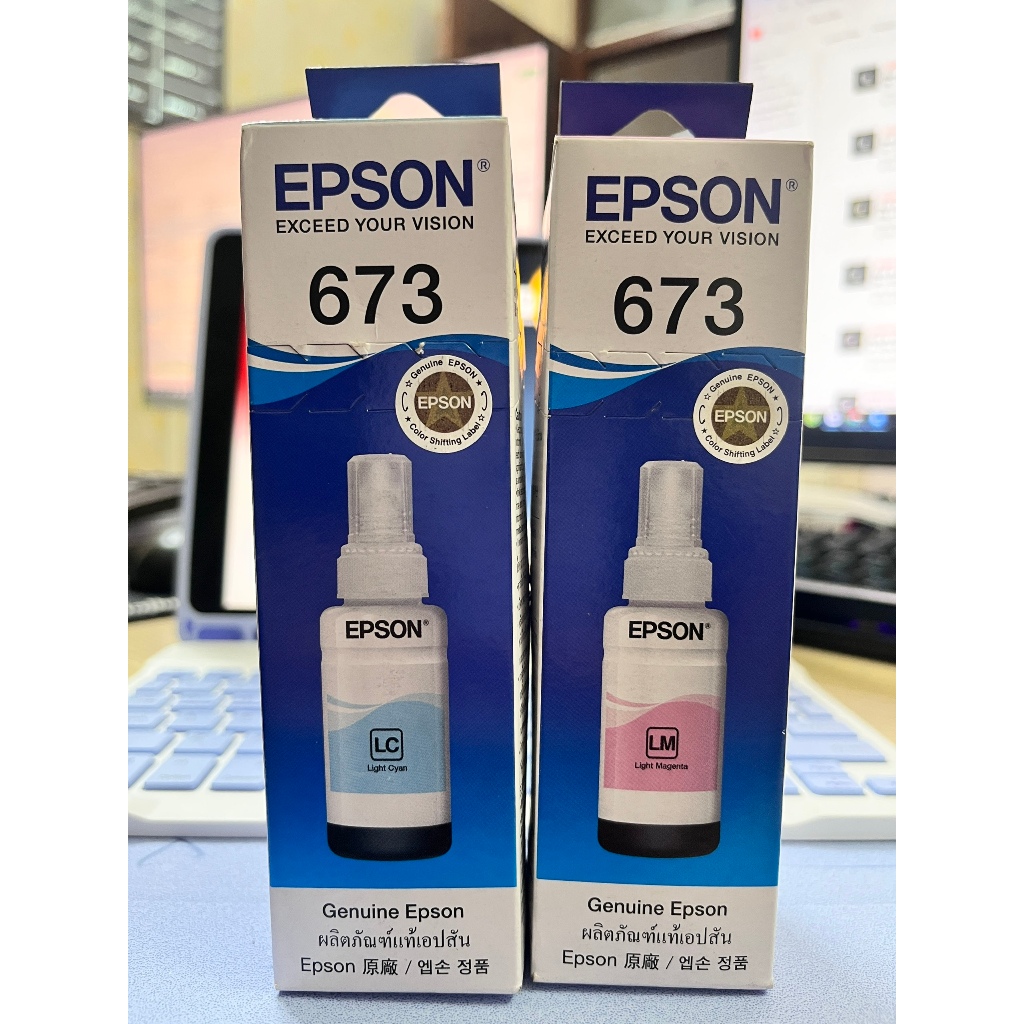 EPSON®
EXCEED YOUR VISION
673
☆ Genuine EPSON ★
EPSON
★ Color Shifting Label ☆
EPSON®
LC
Light Cyan
Genuine Epson
ผลิตภัณฑ์แท้เอปสัน
Epson 原廠 / 엡손 정품
EPSON®
EXCEED YOUR VISION
673
☆ Genuine EPSON ★
EPSON
★ Color Shifting Label ☆
EPSON®
LM
Light Magenta
Genuine Epson
ผลิตภัณฑ์แท้เอปสัน
Epson 原廠 / 엡손 정품